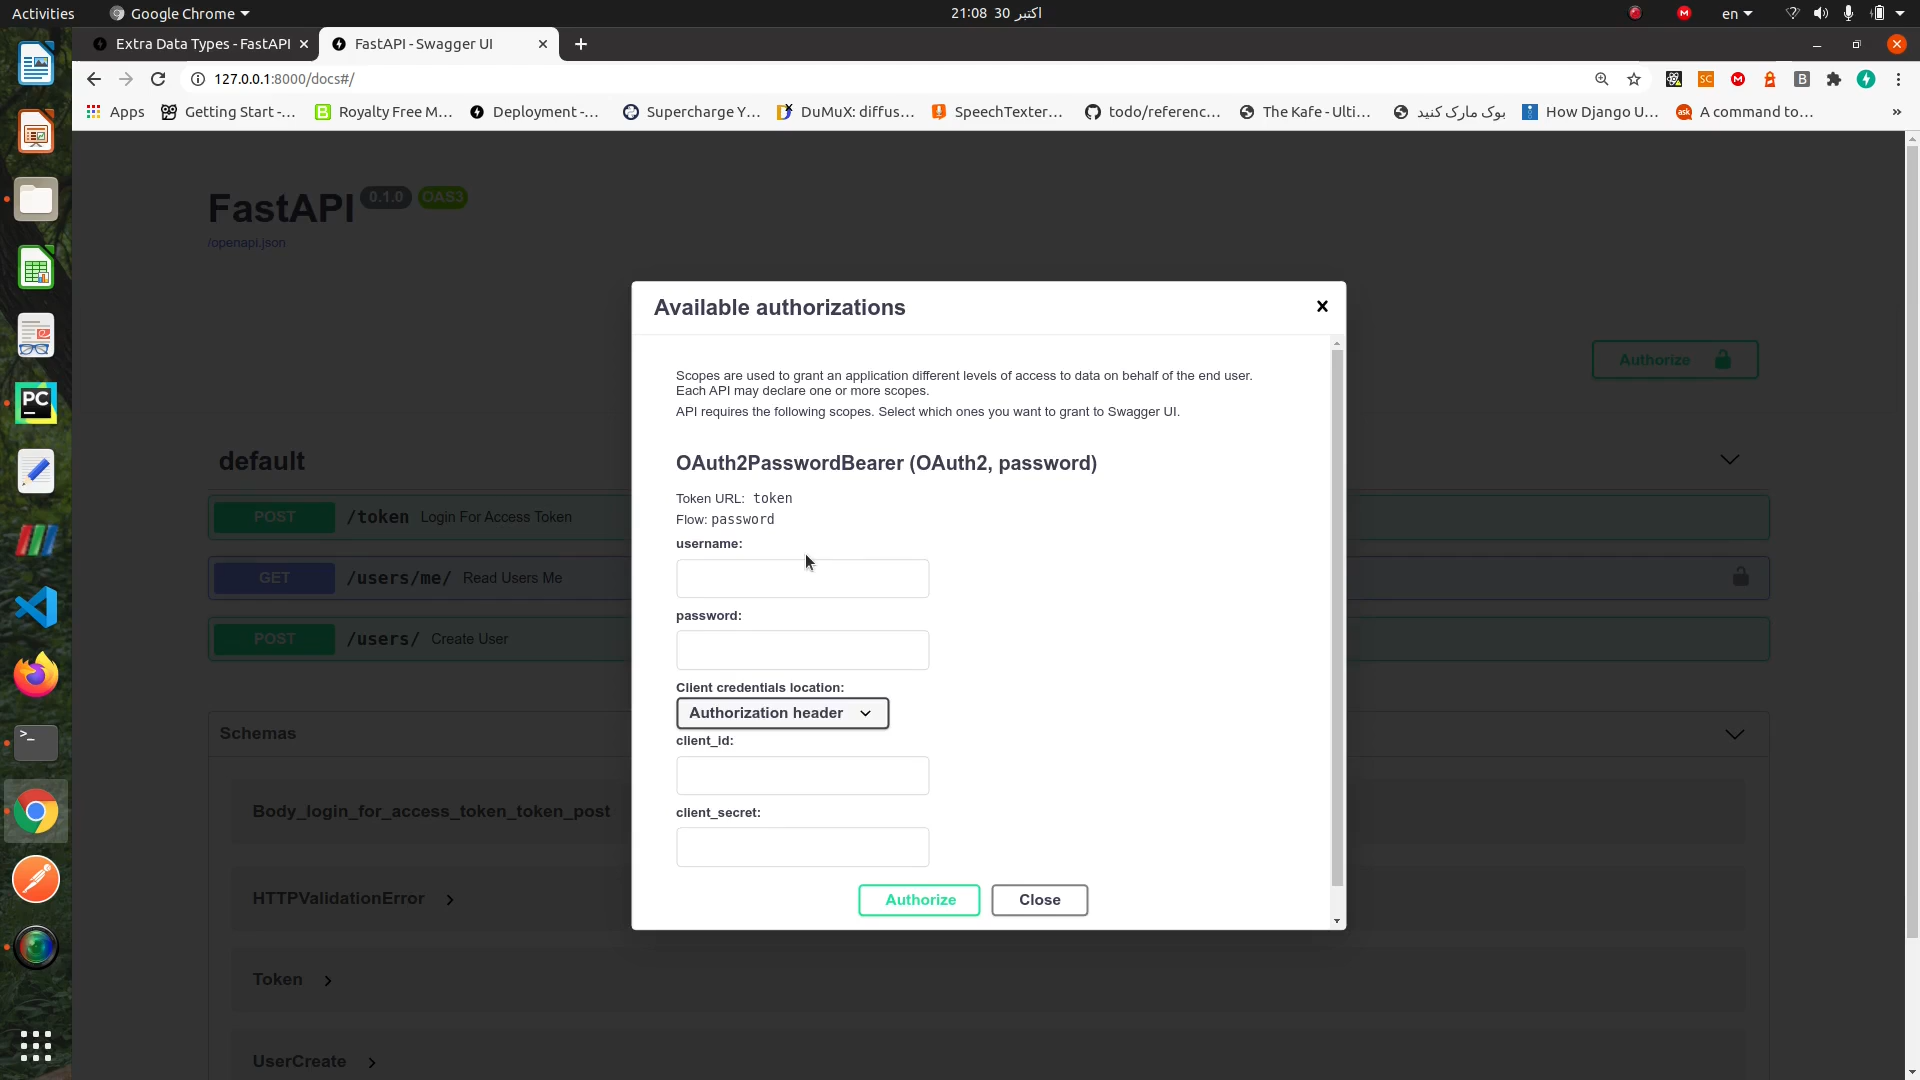 Activities
Google Chrome
21:08 30 اکتبر
en
Extra Data Types - FastAPI
FastAPI - Swagger UI
127.0.0.1:8000/docs#/
Apps
Getting Start -...
Royalty Free M...
Deployment -...
Supercharge Y...
DuMuX: diffus...
SpeechTexter...
todo/referenc...
The Kafe - Ulti...
بوک مارک کنید
How Django U...
A command to...
FastAPI 0.1.0 OAS3
/openapi.json
Authorize
default
POST /token Login For Access Token
GET /users/me/ Read Users Me
POST /users/ Create User
Schemas
Body_login_for_access_token_token_post
HTTPValidationError
Token
UserCreate
Available authorizations
Scopes are used to grant an application different levels of access to data on behalf of the end user.
Each API may declare one or more scopes.
API requires the following scopes. Select which ones you want to grant to Swagger UI.
OAuth2PasswordBearer (OAuth2, password)
Token URL: token
Flow: password
username:
password:
Client credentials location:
Authorization header
client_id:
client_secret:
Authorize
Close